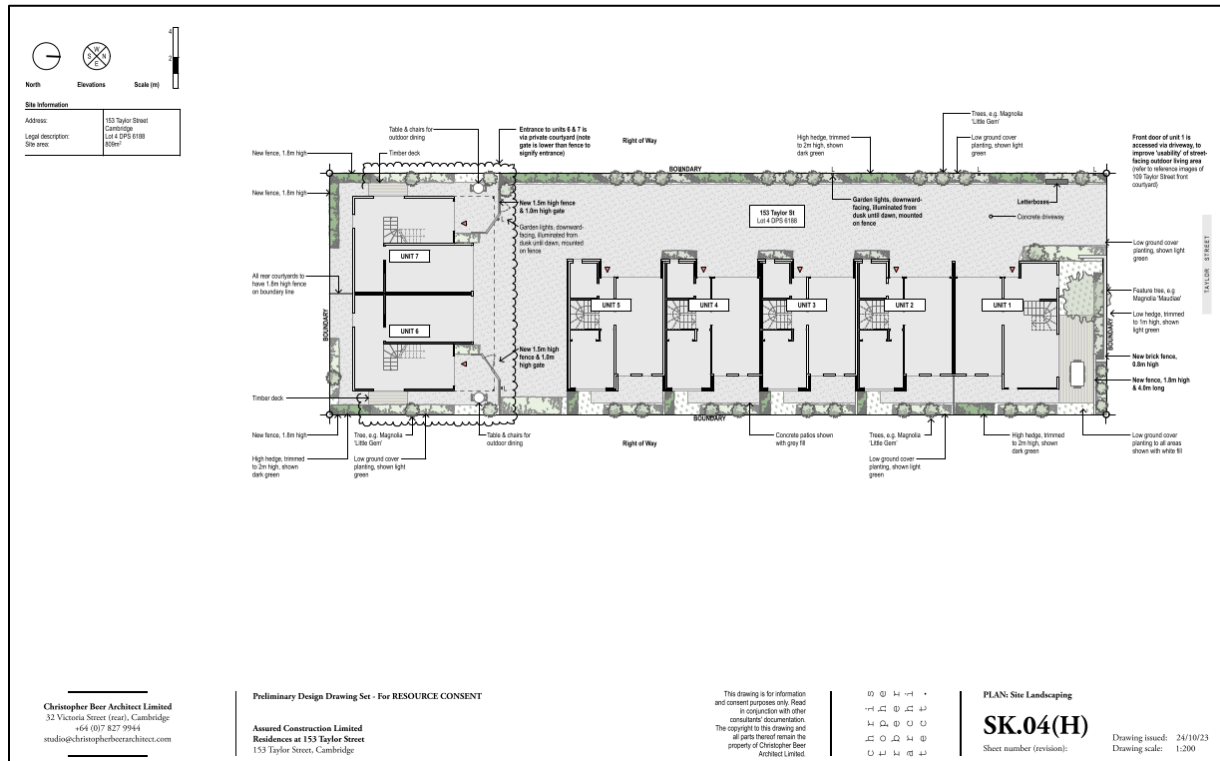 4
2
W
S
N
E
North
Elevations
Scale (m)
Site Information
Address:
153 Taylor Street
Cambridge
Legal description:
Lot 4 DPS 6188
Site area:
809m²
New fence, 1.8m high
Timber deck
Table & chairs for
outdoor dining
Entrance to units 6 & 7 is
via private courtyard (note
gate is lower than fence to
signify entrance)
Right of Way
BOUNDARY
High hedge, trimmed
to 2m high, shown
dark green
Trees, e.g. Magnolia
'Little Gem'
Low ground cover
planting, shown light
green
Front door of unit 1 is
accessed via driveway, to
improve 'usability' of street-
facing outdoor living area
(refer to reference images of
109 Taylor Street front
courtyard)
New fence, 1.8m high
New 1.5m high fence
& 1.0m high gate
Garden lights, downward-
facing, illuminated from
dusk until dawn, mounted
on fence
153 Taylor St
Lot 4 DPS 6188
Garden lights, downward-
facing, illuminated from
dusk until dawn, mounted
on fence
L
L
L
Letterboxes
Concrete driveway
TAYLOR STREET
Low ground cover
planting, shown light
green
UNIT 7
All rear courtyards to
have 1.8m high fence
on boundary line
UNIT 6
UNIT 5
UNIT 4
UNIT 3
UNIT 2
UNIT 1
Feature tree, e.g
Magnolia 'Maudiae'
Low hedge, trimmed
to 1m high, shown
light green
BOUNDARY
BOUNDARY
New 1.5m high
fence & 1.0m
high gate
New brick fence,
0.8m high
New fence, 1.8m high
& 4.0m long
Timber deck
BOUNDARY
New fence, 1.8m high
High hedge, trimmed
to 2m high, shown
dark green
Tree, e.g. Magnolia
'Little Gem'
Low ground cover
planting, shown light
green
Table & chairs for
outdoor dining
Right of Way
Concrete patios shown
with grey fill
Trees, e.g. Magnolia
'Little Gem'
Low ground cover
planting, shown light
green
High hedge, trimmed
to 2m high, shown
dark green
Low ground cover
planting to all areas
shown with white fill
Christopher Beer Architect Limited
32 Victoria Street (rear), Cambridge
+64 (0)7 827 9944
studio@christopherbeerarchitect.com
Preliminary Design Drawing Set - For RESOURCE CONSENT
Assured Construction Limited
Residences at 153 Taylor Street
153 Taylor Street, Cambridge
This drawing is for information
and consent purposes only. Read
in conjunction with other
consultants' documentation.
The copyright to this drawing and
all parts thereof remain the
property of Christopher Beer
Architect Limited.
PLAN: Site Landscaping
SK.04(H)
Sheet number (revision):
Drawing issued: 24/10/23
Drawing scale: 1:200